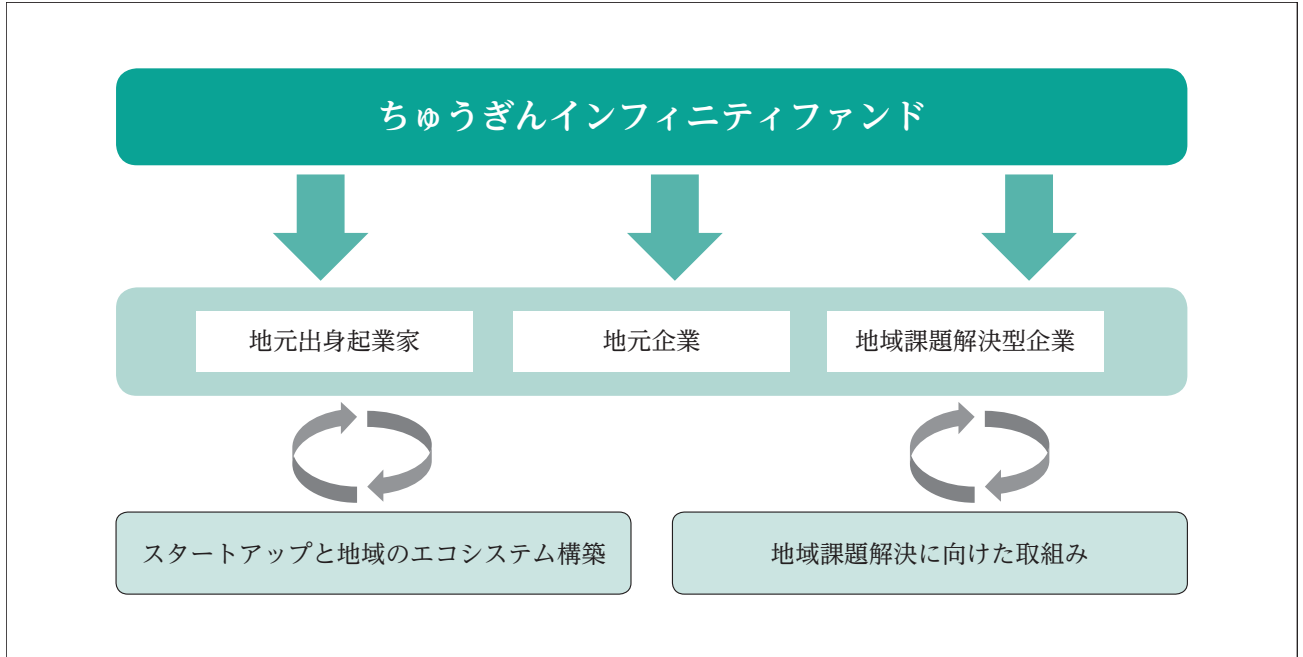 ちゅうぎんインフィニティファンド
地元出身起業家
地元企業
地域課題解決型企業
スタートアップと地域のエコシステム構築
地域課題解決に向けた取組み